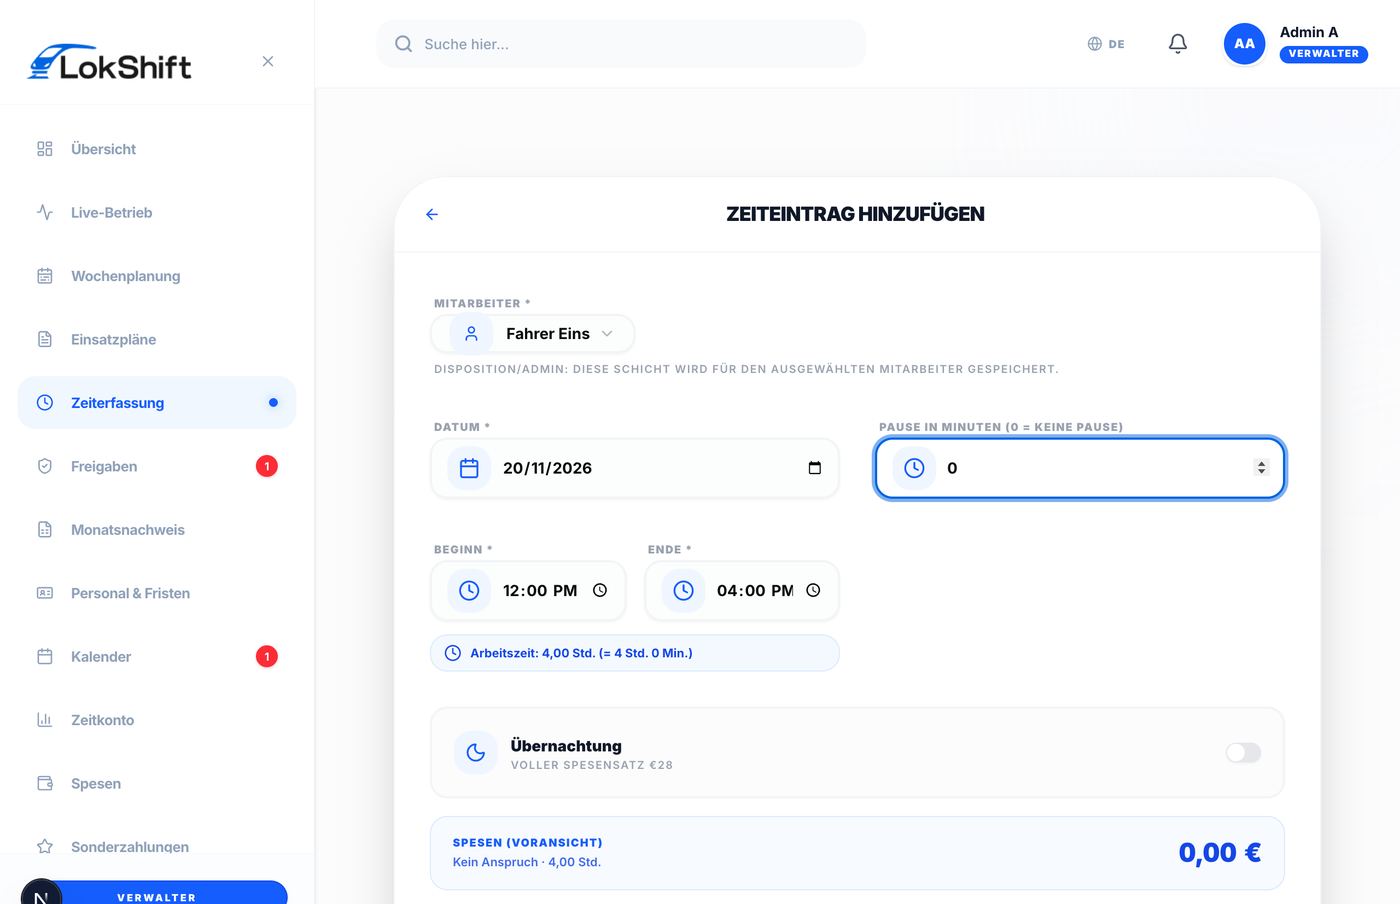 LokShift
Suche hier...
DE
AA
Admin A
VERWALTER
Übersicht
Live-Betrieb
Wochenplanung
Einsatzpläne
Zeiterfassung
Freigaben
1
Monatsnachweis
Personal & Fristen
Kalender
1
Zeitkonto
Spesen
Sonderzahlungen
N
VERWALTER
ZEITEINTRAG HINZUFÜGEN
MITARBEITER *
Fahrer Eins
DISPOSITION/ADMIN: DIESE SCHICHT WIRD FÜR DEN AUSGEWÄHLTEN MITARBEITER GESPEICHERT.
DATUM *
20/11/2026
PAUSE IN MINUTEN (0 = KEINE PAUSE)
0
BEGINN *
12:00 PM
ENDE *
04:00 PM
Arbeitszeit: 4,00 Std. (= 4 Std. 0 Min.)
Übernachtung
VOLLER SPESENSATZ €28
SPESEN (VORANSICHT)
Kein Anspruch · 4,00 Std.
0,00 €